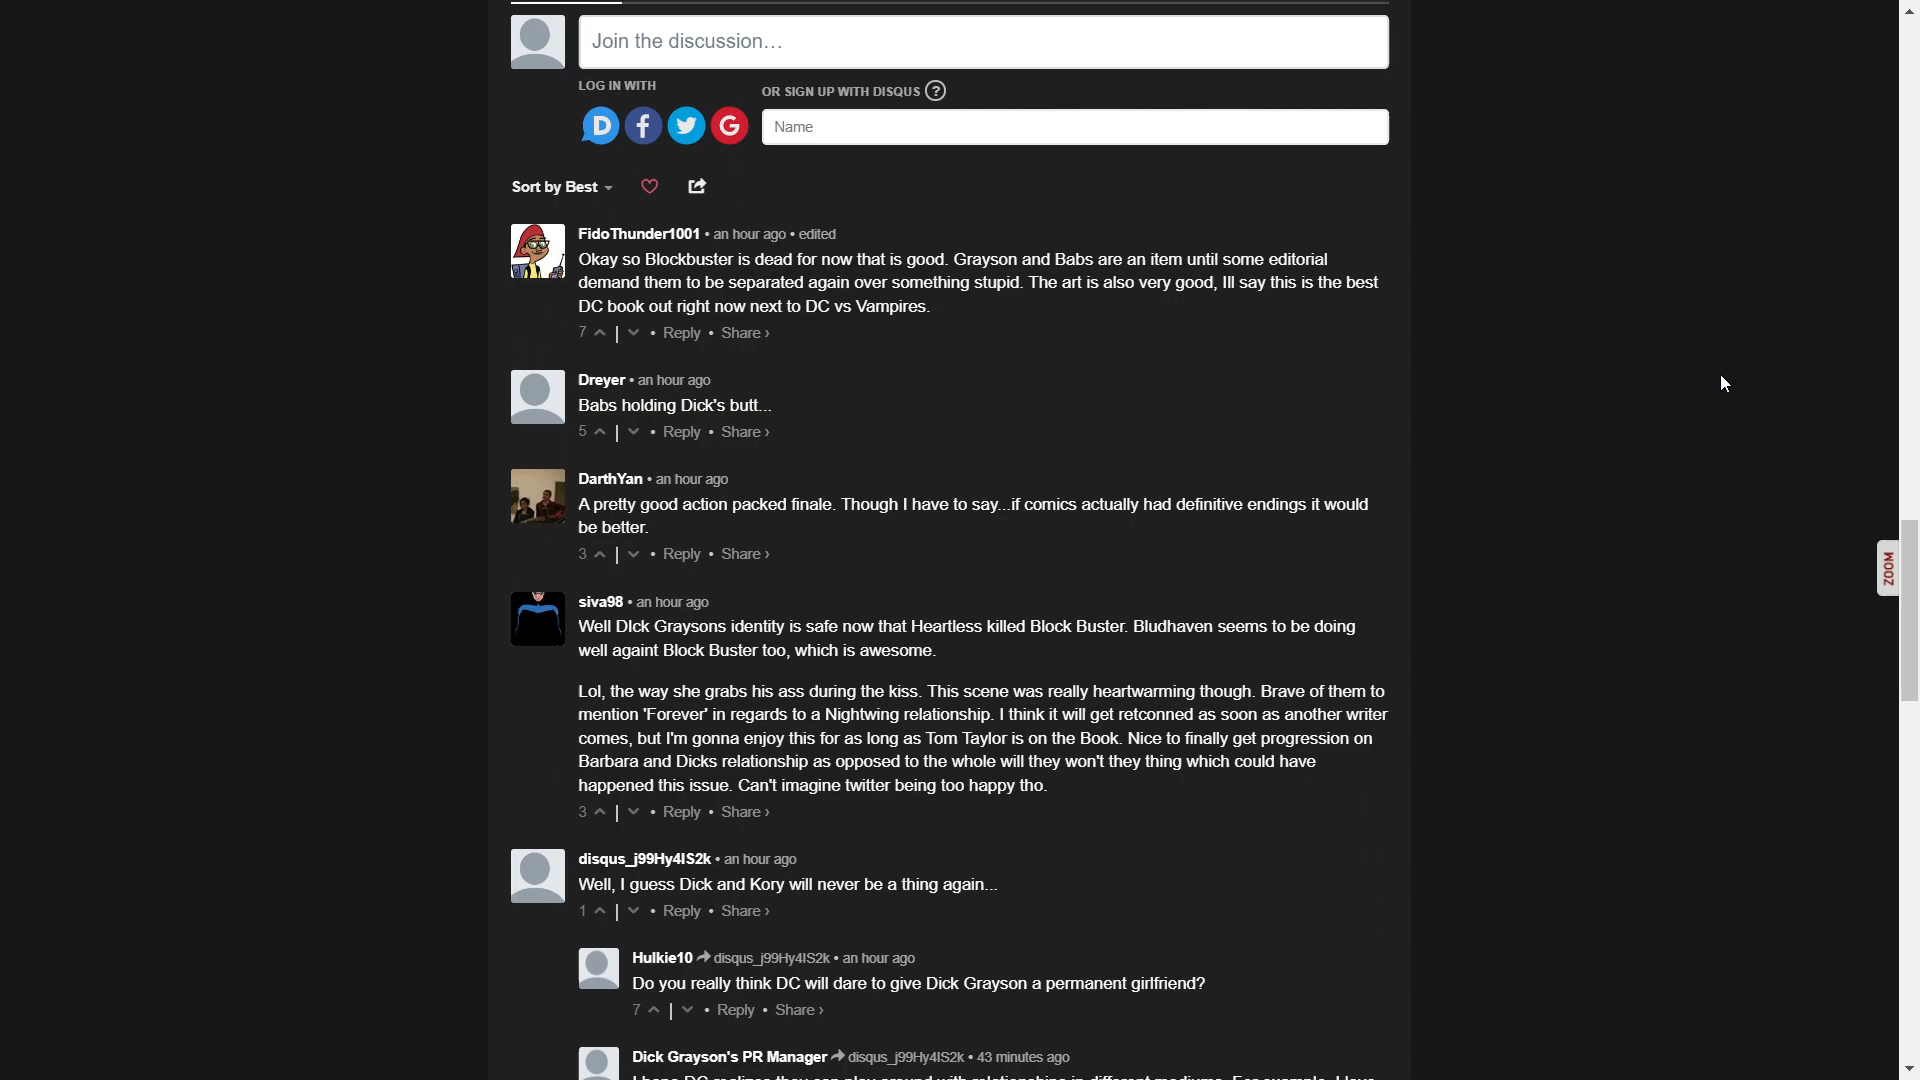 Join the discussion…
LOG IN WITH
OR SIGN UP WITH DISQUS ?
Name
Sort by Best
FidoThunder1001 • an hour ago • edited
Okay so Blockbuster is dead for now that is good. Grayson and Babs are an item until some editorial
demand them to be separated again over something stupid. The art is also very good, Ill say this is the best
DC book out right now next to DC vs Vampires.
7 | • Reply • Share ›
Dreyer • an hour ago
Babs holding Dick's butt...
5 | • Reply • Share ›
DarthYan • an hour ago
A pretty good action packed finale. Though I have to say...if comics actually had definitive endings it would
be better.
3 | • Reply • Share ›
siva98 • an hour ago
Well DIck Graysons identity is safe now that Heartless killed Block Buster. Bludhaven seems to be doing
well againt Block Buster too, which is awesome.
Lol, the way she grabs his ass during the kiss. This scene was really heartwarming though. Brave of them to
mention 'Forever' in regards to a Nightwing relationship. I think it will get retconned as soon as another writer
comes, but I'm gonna enjoy this for as long as Tom Taylor is on the Book. Nice to finally get progression on
Barbara and Dicks relationship as opposed to the whole will they won't they thing which could have
happened this issue. Can't imagine twitter being too happy tho.
3 | • Reply • Share ›
disqus_j99Hy4IS2k • an hour ago
Well, I guess Dick and Kory will never be a thing again...
1 | • Reply • Share ›
Hulkie10 disqus_j99Hy4IS2k • an hour ago
Do you really think DC will dare to give Dick Grayson a permanent girlfriend?
7 | • Reply • Share ›
Dick Grayson's PR Manager disqus_j99Hy4IS2k • 43 minutes ago
ZOOM